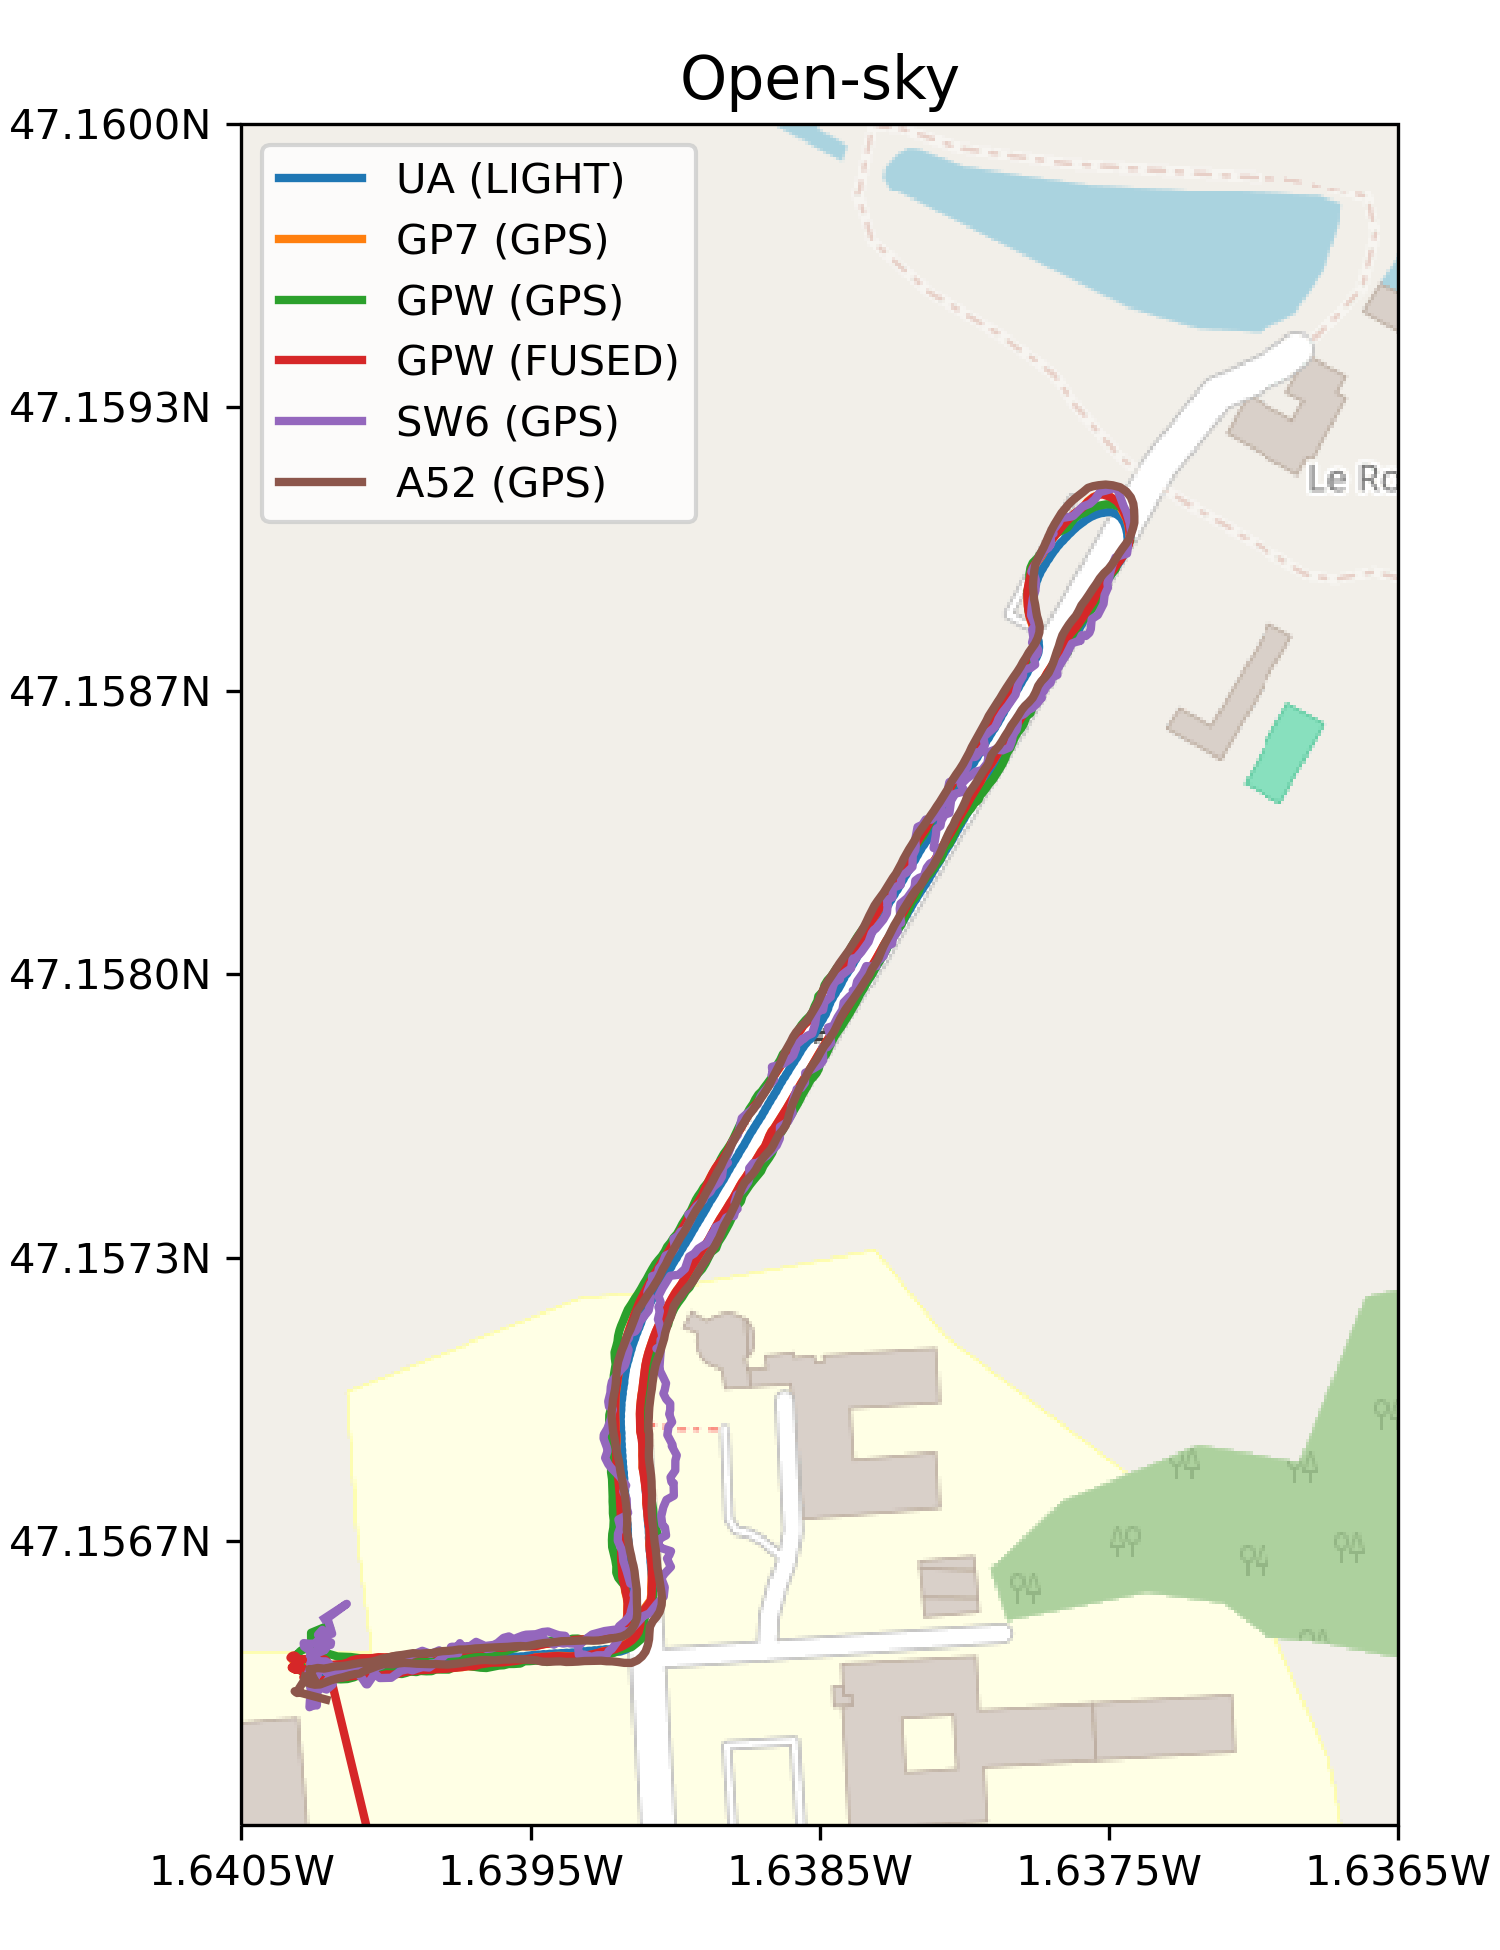 Open-sky
47.1600N
47.1593N
47.1587N
47.1580N
47.1573N
47.1567N
UA (LIGHT)
GP7 (GPS)
GPW (GPS)
GPW (FUSED)
SW6 (GPS)
A52 (GPS)
Le Ro
1.6405W 1.6395W 1.6385W 1.6375W 1.6365W